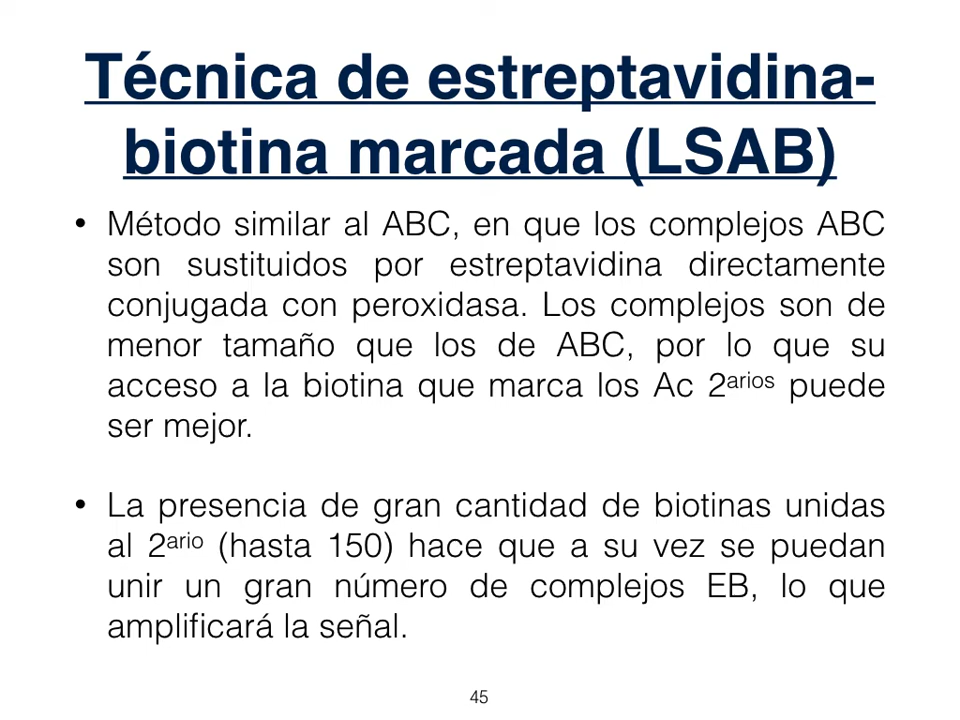 Técnica de estreptavidina-
biotina marcada (LSAB)
• Método similar al ABC, en que los complejos ABC
son sustituidos por estreptavidina directamente
conjugada con peroxidasa. Los complejos son de
menor tamaño que los de ABC, por lo que su
acceso a la biotina que marca los Ac 2arios puede
ser mejor.
• La presencia de gran cantidad de biotinas unidas
al 2ario (hasta 150) hace que a su vez se puedan
unir un gran número de complejos EB, lo que
amplificará la señal.
45